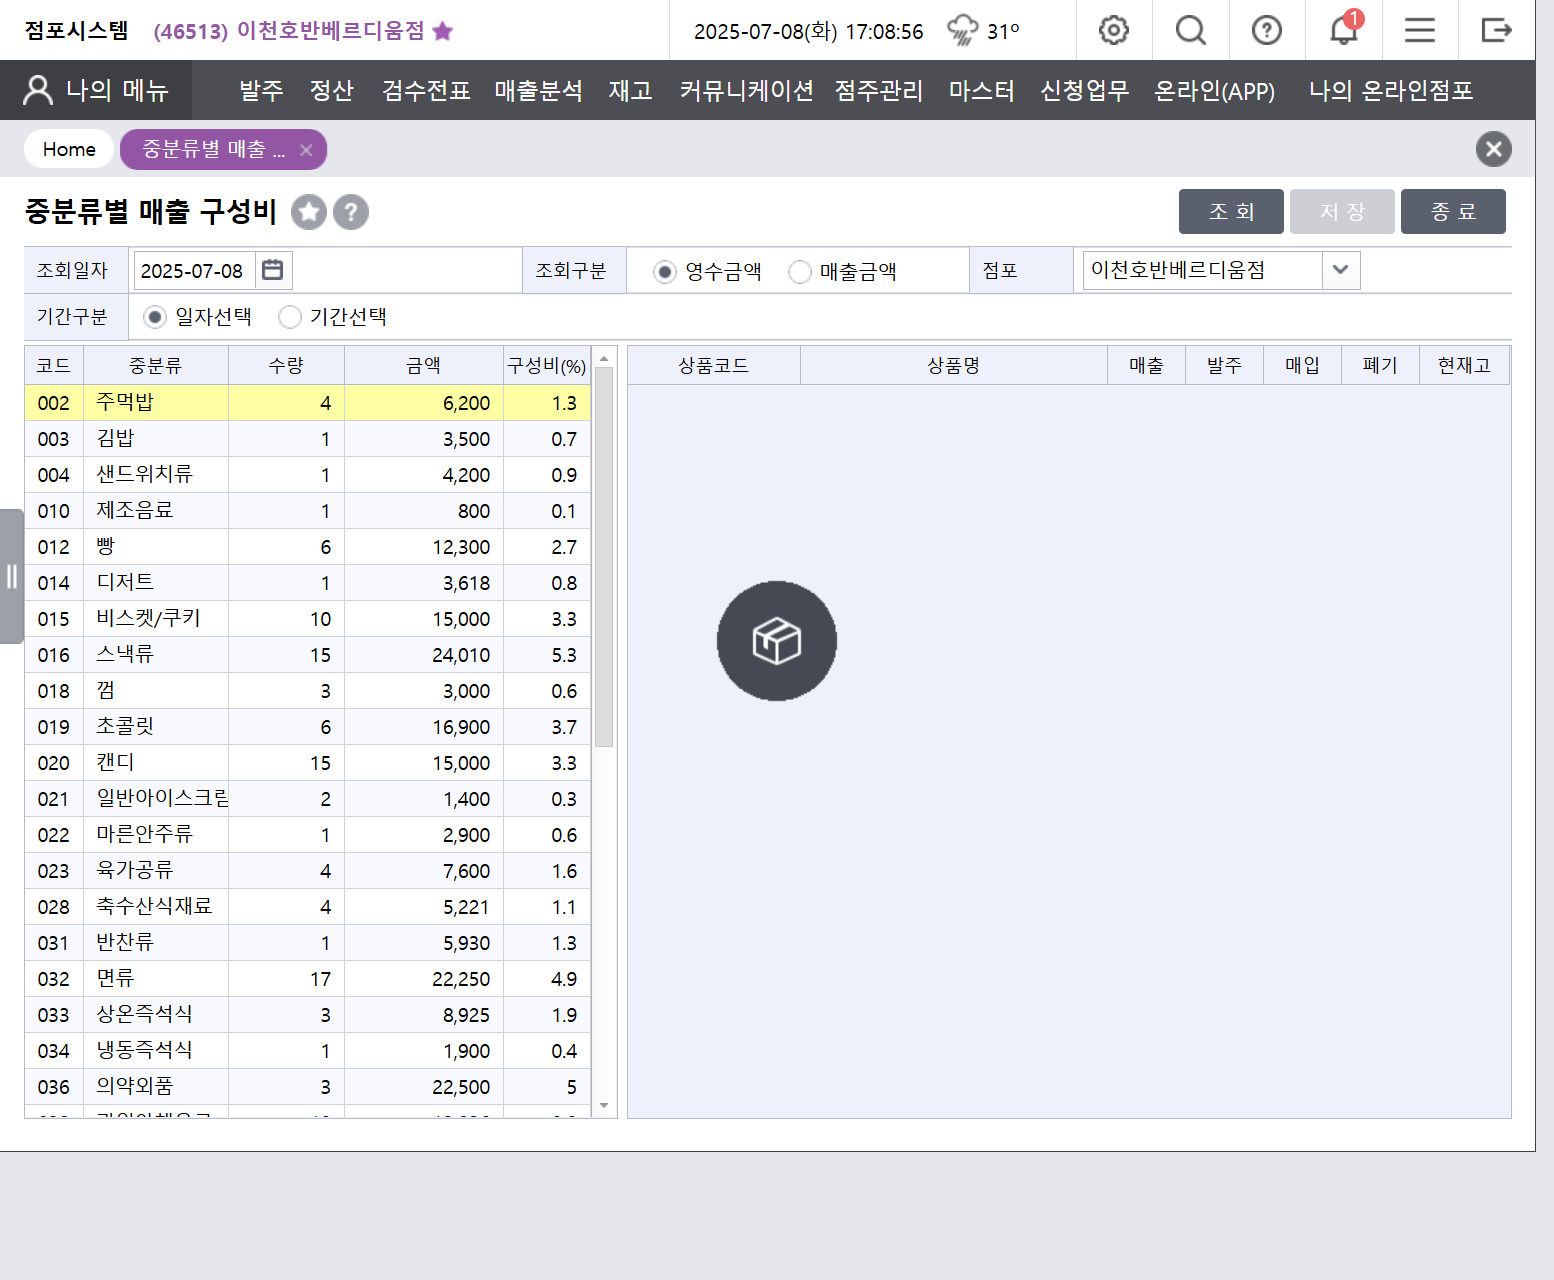 점포시스템 (46513) 이천호반베르디움점 2025-07-08(화) 17:08:56 31° 1
나의 메뉴 발주 정산 검수전표 매출분석 재고 커뮤니케이션 점주관리 마스터 신청업무 온라인(APP) 나의 온라인점포
Home 중분류별 매출 ... ×
중분류별 매출 구성비 ? 조 회 저 장 종 료
조회일자 2025-07-08 조회구분 영수금액 매출금액 점포 이천호반베르디움점
기간구분 일자선택 기간선택
코드 중분류 수량 금액 구성비(%) 상품코드 상품명 매출 발주 매입 폐기 현재고
002 주먹밥 4 6,200 1.3
003 김밥 1 3,500 0.7
004 샌드위치류 1 4,200 0.9
010 제조음료 1 800 0.1
012 빵 6 12,300 2.7
014 디저트 1 3,618 0.8
015 비스켓/쿠키 10 15,000 3.3
016 스낵류 15 24,010 5.3
018 껌 3 3,000 0.6
019 초콜릿 6 16,900 3.7
020 캔디 15 15,000 3.3
021 일반아이스크림 2 1,400 0.3
022 마른안주류 1 2,900 0.6
023 육가공류 4 7,600 1.6
028 축수산식재료 4 5,221 1.1
031 반찬류 1 5,930 1.3
032 면류 17 22,250 4.9
033 상온즉석식 3 8,925 1.9
034 냉동즉석식 1 1,900 0.4
036 의약외품 3 22,500 5